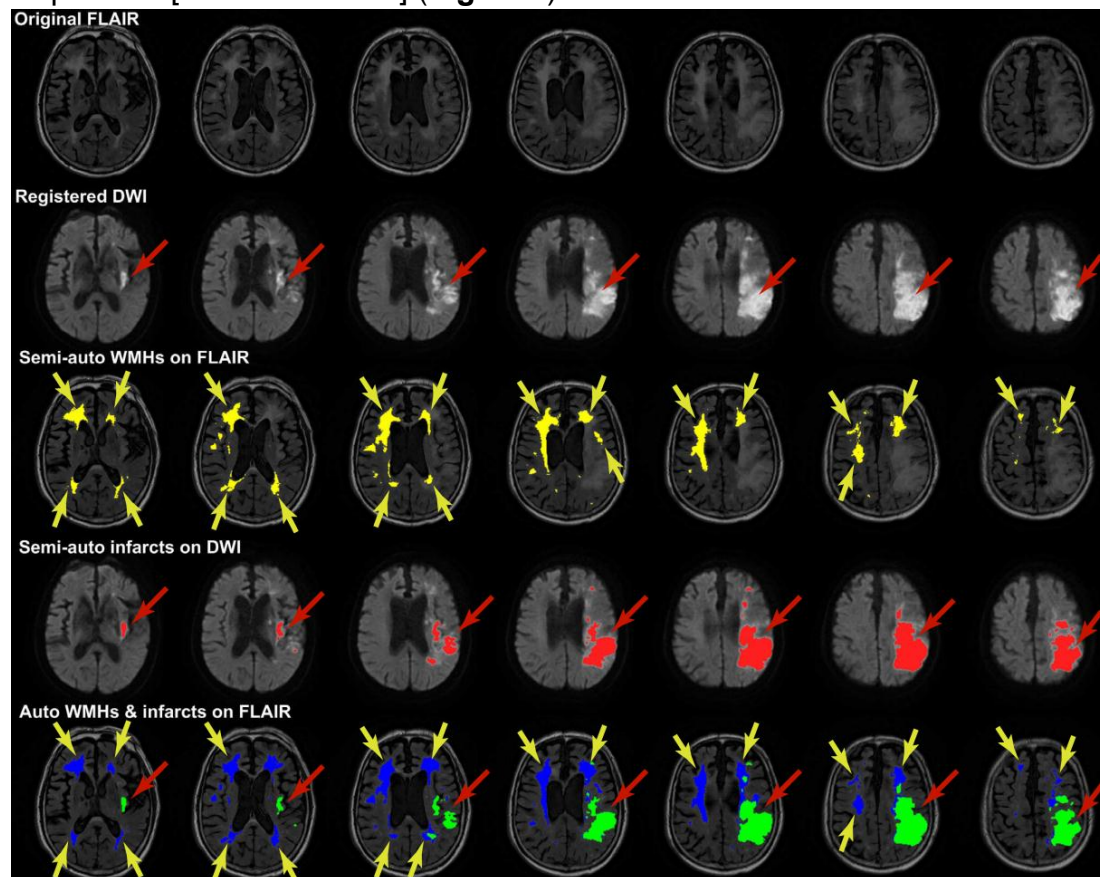 Original FLAIR
Registered DWI
Semi-auto WMHs on FLAIR
Semi-auto infarcts on DWI
Auto WMHs & infarcts on FLAIR